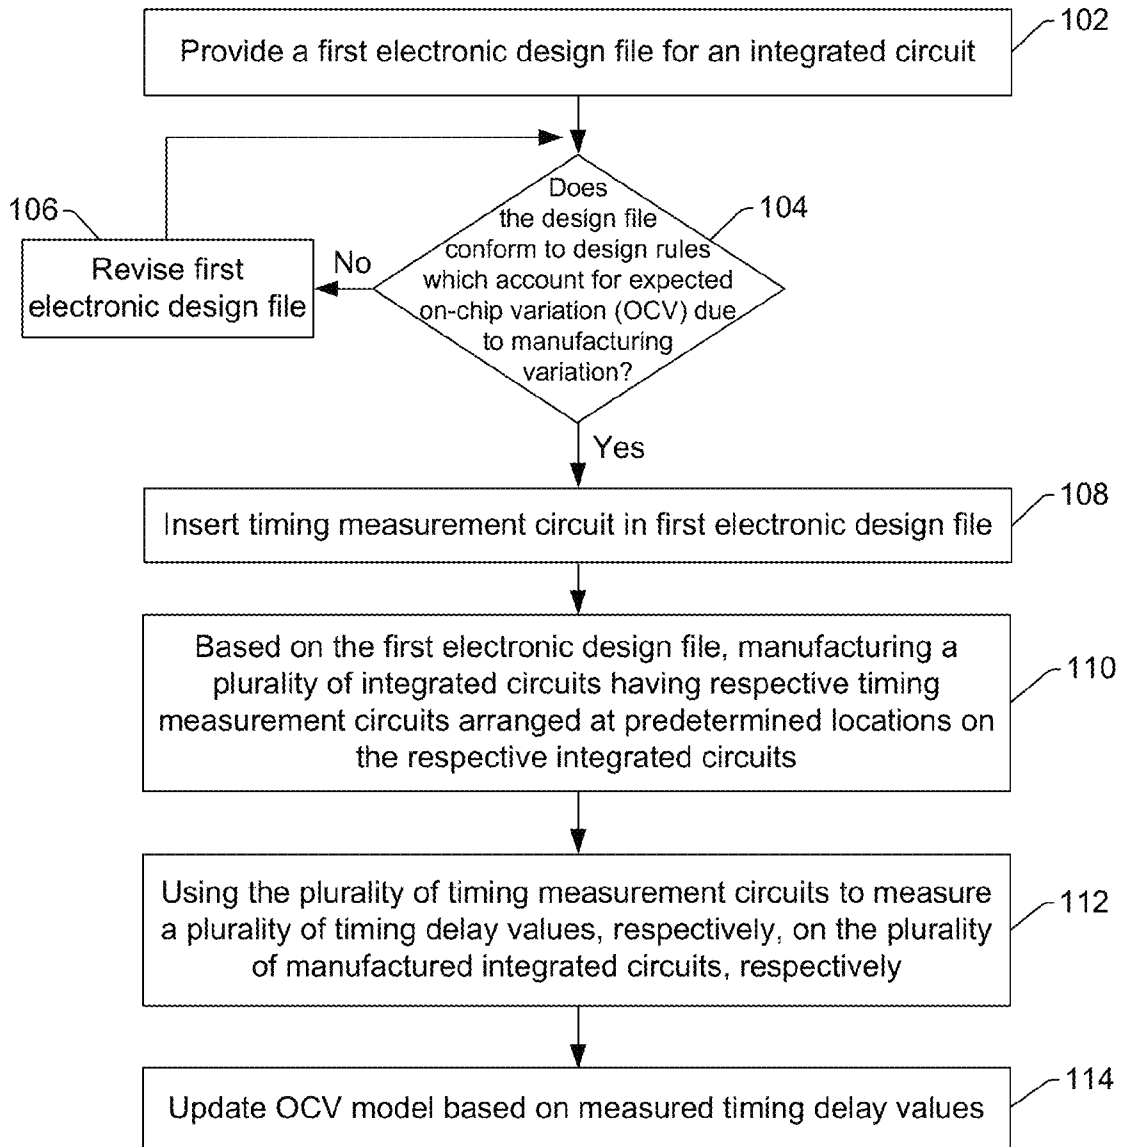 Provide a first electronic design file for an integrated circuit
102
Does
the design file
conform to design rules
which account for expected
on-chip variation (OCV) due
to manufacturing
variation?
104
106
No
Revise first
electronic design file
Yes
Insert timing measurement circuit in first electronic design file
108
Based on the first electronic design file, manufacturing a
plurality of integrated circuits having respective timing
measurement circuits arranged at predetermined locations on
the respective integrated circuits
110
Using the plurality of timing measurement circuits to measure
a plurality of timing delay values, respectively, on the plurality
of manufactured integrated circuits, respectively
112
Update OCV model based on measured timing delay values
114